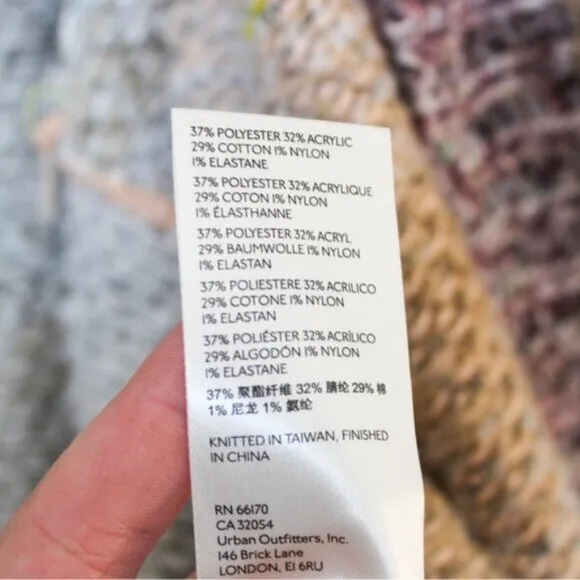 37% POLYESTER 32% ACRYLIC
29% COTTON 1% NYLON
1% ELASTANE
37% POLYESTER 32% ACRYLIQUE
29% COTON 1% NYLON
1% ÉLASTHANNE
37% POLYESTER 32% ACRYL
29% BAUMWOLLE 1% NYLON
1% ELASTAN
37% POLIESTERE 32% ACRILICO
29% COTONE 1% NYLON
1% ELASTAN
37% POLIÉSTER 32% ACRÍLICO
29% ALGODÓN 1% NYLON
1% ELASTANE
37% 聚酯纤维 32% 腈纶 29% 棉
1% 尼龙 1% 氨纶
KNITTED IN TAIWAN, FINISHED
IN CHINA
RN 66170
CA 32054
Urban Outfitters, Inc.
146 Brick Lane
LONDON, E1 6RU